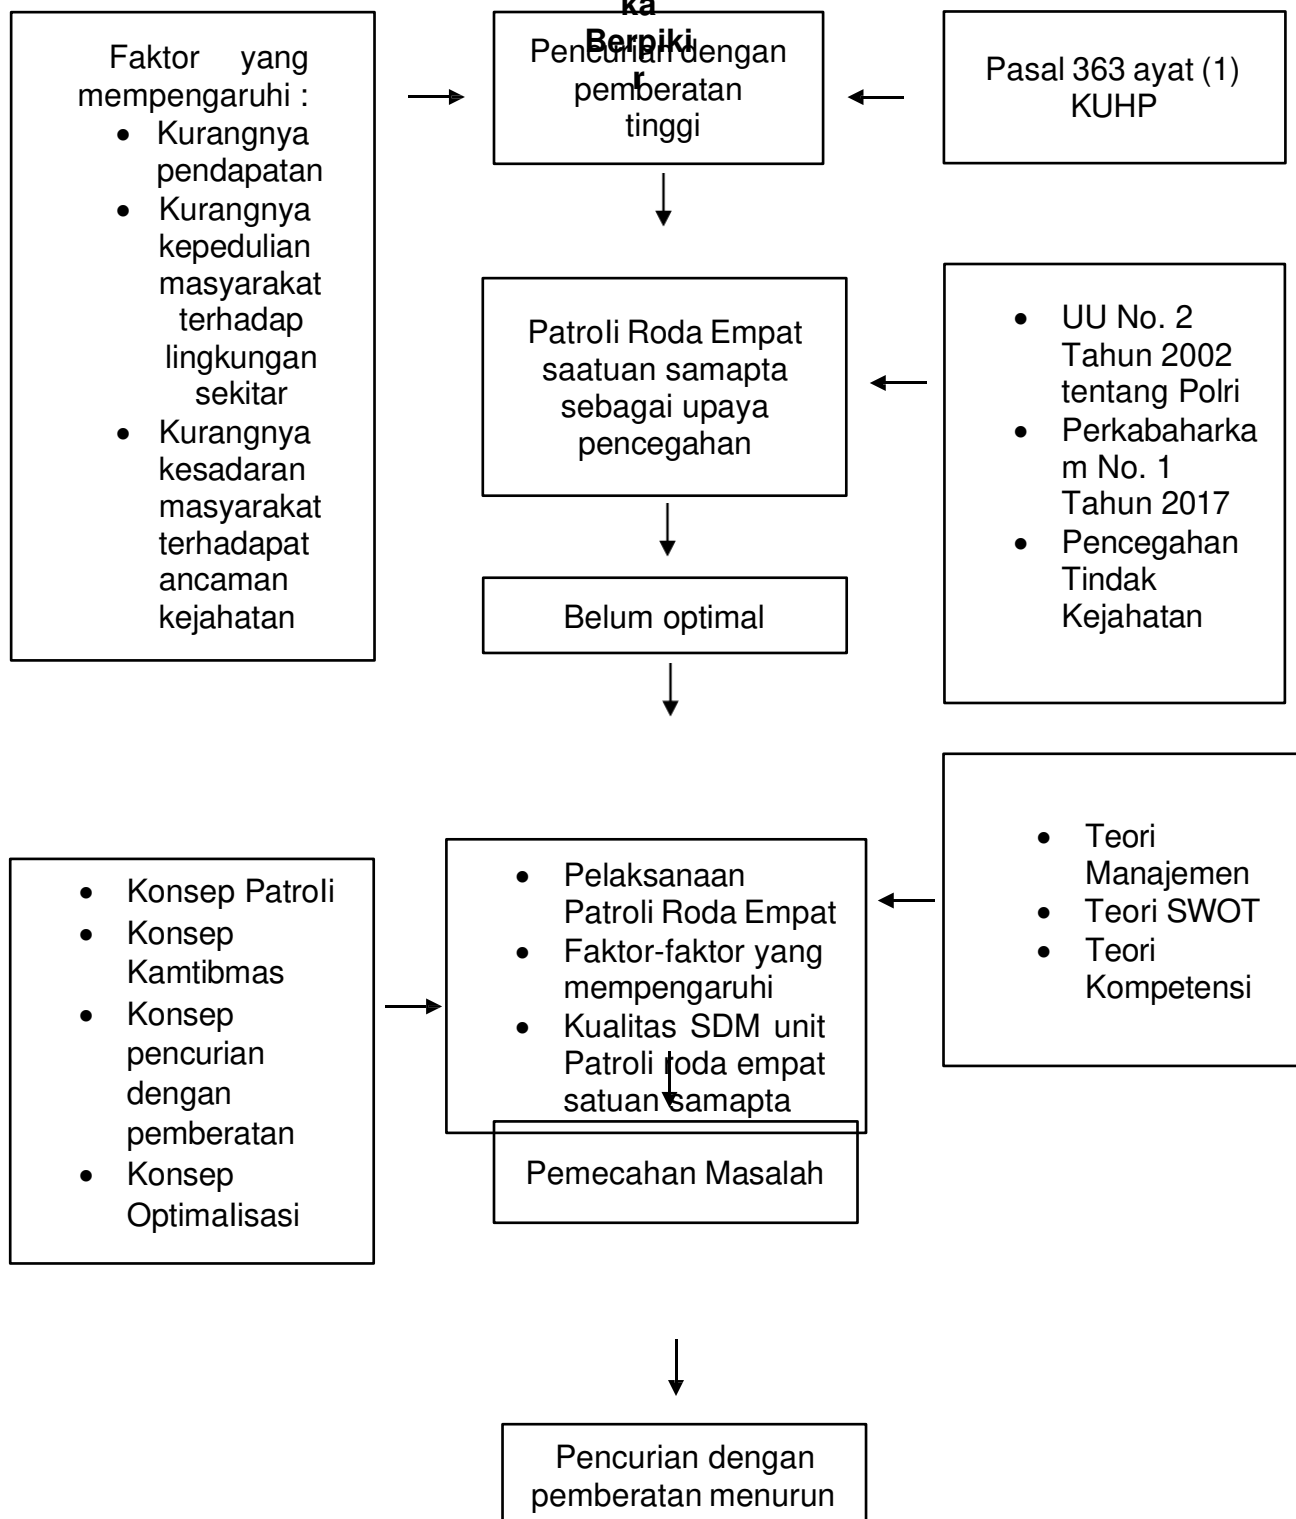 ka
Berpiki
r
Faktor yang
mempengaruhi :
• Kurangnya
pendapatan
• Kurangnya
kepedulian
masyarakat
terhadap
lingkungan
sekitar
• Kurangnya
kesadaran
masyarakat
terhadapat
ancaman
kejahatan
Pencurian dengan
pemberatan
tinggi
Pasal 363 ayat (1)
KUHP
Patroli Roda Empat
saatuan samapta
sebagai upaya
pencegahan
• UU No. 2
Tahun 2002
tentang Polri
• Perkabaharka
m No. 1
Tahun 2017
• Pencegahan
Tindak
Kejahatan
Belum optimal
• Konsep Patroli
• Konsep
Kamtibmas
• Konsep
pencurian
dengan
pemberatan
• Konsep
Optimalisasi
• Pelaksanaan
Patroli Roda Empat
• Faktor-faktor yang
mempengaruhi
• Kualitas SDM unit
Patroli roda empat
satuan samapta
• Teori
Manajemen
• Teori SWOT
• Teori
Kompetensi
Pemecahan Masalah
Pencurian dengan
pemberatan menurun